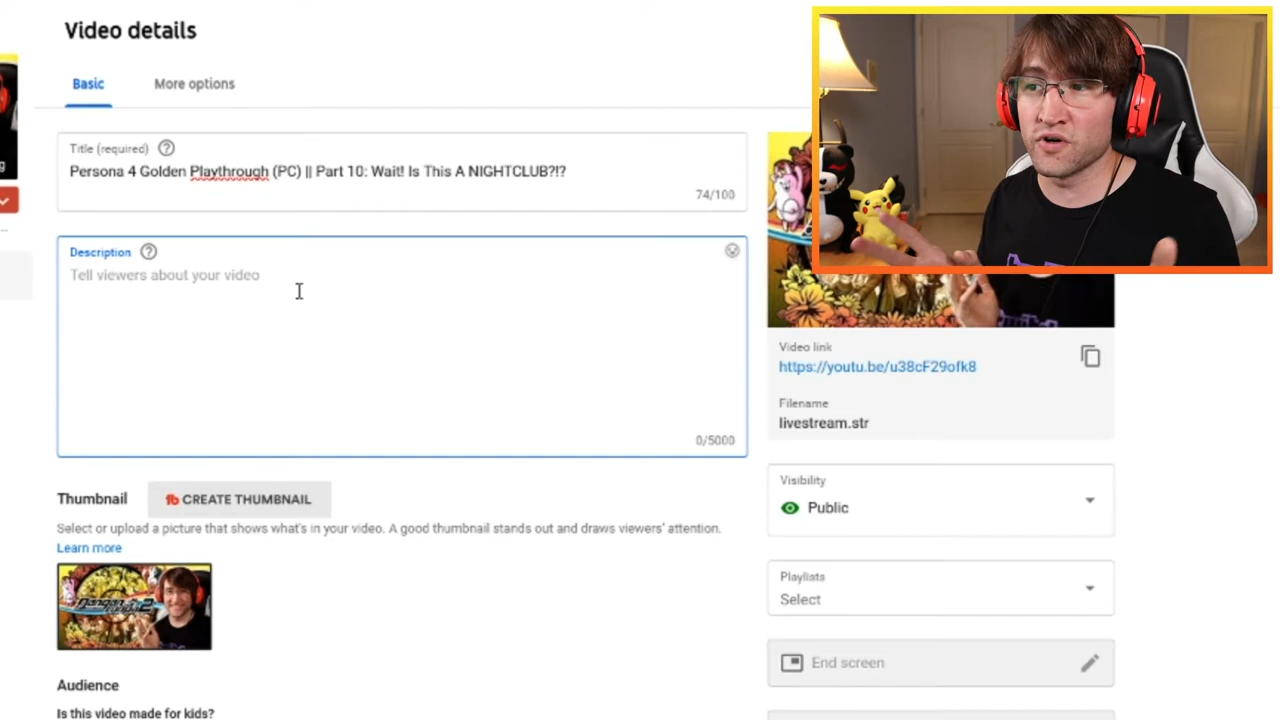 Video details
Basic
More options
Title (required)
Persona 4 Golden Playthrough (PC) || Part 10: Wait! Is This A NIGHTCLUB?!?
74/100
Description
Tell viewers about your video
0/5000
Video link
https://youtu.be/u38cF29ofk8
Filename
livestream.str
Thumbnail
CREATE THUMBNAIL
Select or upload a picture that shows what's in your video. A good thumbnail stands out and draws viewers' attention.
Learn more
Visibility
Public
Playlists
Select
End screen
Audience
Is this video made for kids?